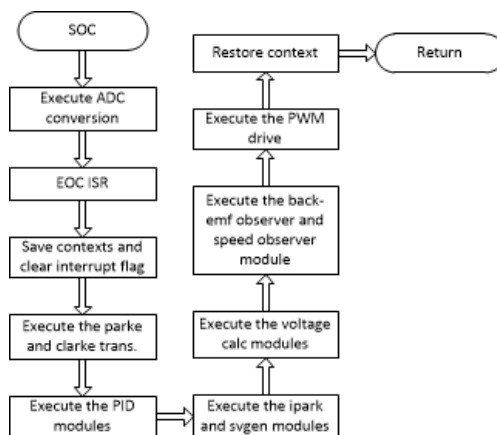 SOC
Execute ADC
conversion
EOC ISR
Save contexts and
clear interrupt flag
Execute the parke
and clarke trans.
Execute the PID
modules
Execute the ipark
and svgen modules
Execute the voltage
calc modules
Execute the back-
emf observer and
speed observer
module
Execute the PWM
drive
Restore context
Return